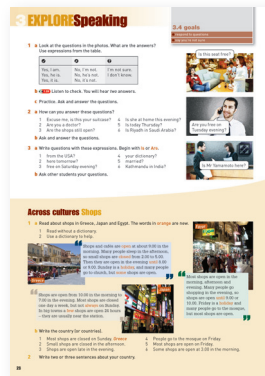 3 EXPLORESpeaking
3.4 goals
respond to questions
say you're not sure
1 a Look at the questions in the photos. What are the answers?
Use expressions from the table.
Yes, I am.
Yes, he is.
Yes, it is.
No, I'm not.
No, he's not.
No, it's not.
I'm not sure.
I don't know.
b Listen to check. You will hear two answers.
c Practice. Ask and answer the questions.
2 a How can you answer these questions?
1 Excuse me, is this your suitcase?
2 Are you a doctor?
3 Are the shops still open?
4 Is she at home this evening?
5 Is today Thursday?
6 Is Riyadh in Saudi Arabia?
b Ask and answer the questions.
3 a Write questions with these expressions. Begin with Is or Are.
1 from the USA?
2 here tomorrow?
3 free on Saturday evening?
4 your dictionary?
5 married?
6 Kathmandu in India?
b Ask other students your questions.
Is this seat free?
Are you free on
Tuesday morning?
Is Mr Yamamoto here?
Across cultures Shops
1 a Read about shops in Greece, Japan and Egypt. The words in orange are new.
1 Read without a dictionary.
2 Use a dictionary to help.
Shops and cafés are open at about 9.00 in the
morning. Many people sleep in the afternoon,
so small shops are closed from 2.00 to 5.00.
Then they are open in the evening until 8.00
or 9.00. Sunday is a holiday, and many people
go to church, but some shops are open.
Greece
Shops are open from 10.00 in the morning to
7.00 in the evening. Most shops are closed
one day a week, but not always on Sunday.
In big towns a few shops are open 24 hours
– these are usually near the station.
Most shops are open in the
morning, afternoon and
evening. Many people go
shopping in the evening, so
shops are open until 9.00 or
10.00. Friday is a holiday and
many people go to the mosque,
but most shops are open.
b Write the country (or countries).
1 Most shops are closed on Sunday. Greece
2 Small shops are closed in the afternoon.
3 Shops are open late in the evening.
4 People go to the mosque on Friday.
5 Most shops are open on Friday.
6 Some shops are open at 3.00 in the morning.
2 Write two or three sentences about your country.